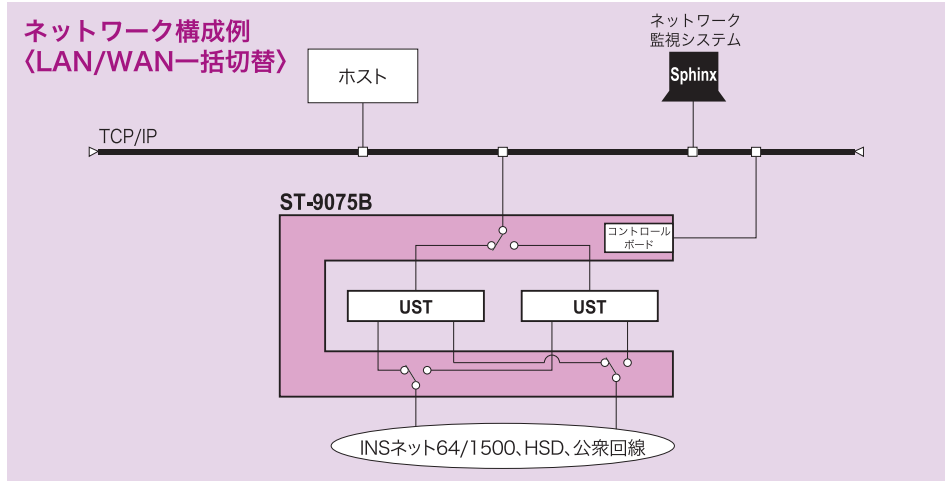 ネットワーク構成例
〈LAN/WAN一括切替〉
ネットワーク
監視システム
ホスト
Sphinx
TCP/IP
ST-9075B
コントロール
ボード
UST
UST
INSネット64/1500、HSD、公衆回線